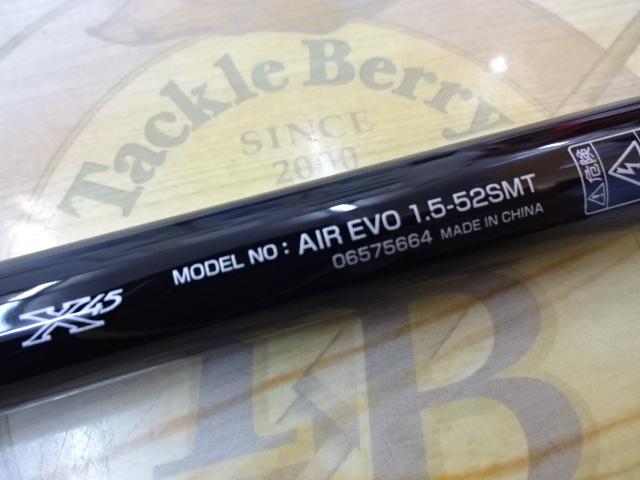 Tackle Berry
SINCE
2000
MODEL NO : AIR EVO 1.5-52SMT
06575664 MADE IN CHINA
X45
危険
B